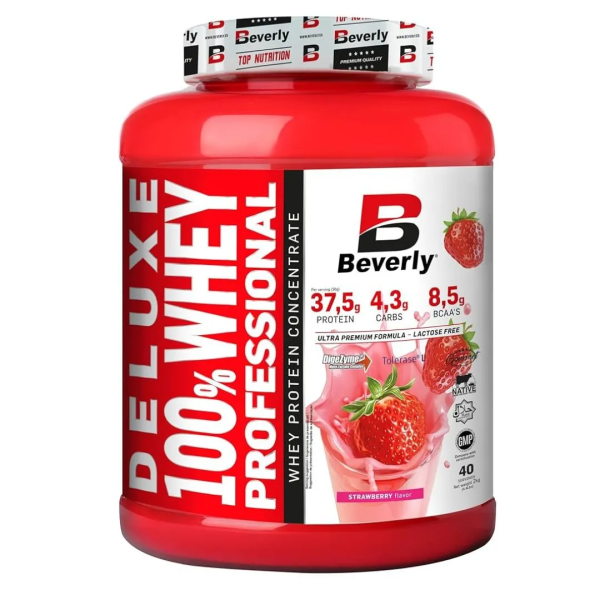 B Beverly
TOP NUTRITION
PREMIUM QUALITY
DELUXE
100% WHEY
PROFESSIONAL
WHEY PROTEIN CONCENTRATE
B
Beverly®
37,5g PROTEIN
4,3g CARBS
8,5g BCAA'S
ULTRA PREMIUM FORMULA - LACTOSE FREE
DigeZyme
Tolerase® L
NATIVE
GMP
40
STRAWBERRY flavor